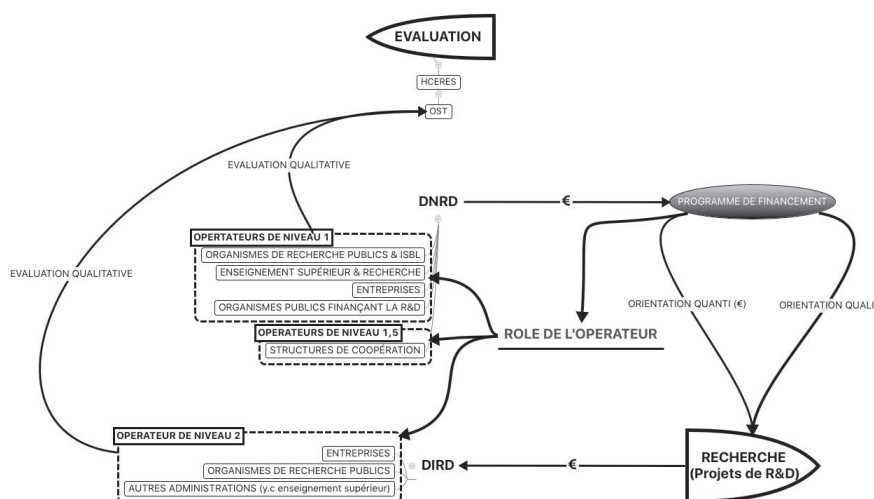 EVALUATION
HCERES
OST
EVALUATION QUALITATIVE
DNRD
€
PROGRAMME DE FINANCEMENT
OPERTATEURS DE NIVEAU 1
ORGANISMES DE RECHERCHE PUBLICS & ISBL
ENSEIGNEMENT SUPÉRIEUR & RECHERCHE
ENTREPRISES
ORGANISMES PUBLICS FINANÇANT LA R&D
EVALUATION QUALITATIVE
ORIENTATION QUANTI (€)
ORIENTATION QUALI
OPERATEURS DE NIVEAU 1,5
STRUCTURES DE COOPÉRATION
ROLE DE L'OPERATEUR
OPERATEUR DE NIVEAU 2
ENTREPRISES
ORGANISMES DE RECHERCHE PUBLICS
AUTRES ADMINISTRATIONS (y.c enseignement supérieur)
DIRD
€
RECHERCHE
(Projets de R&D)